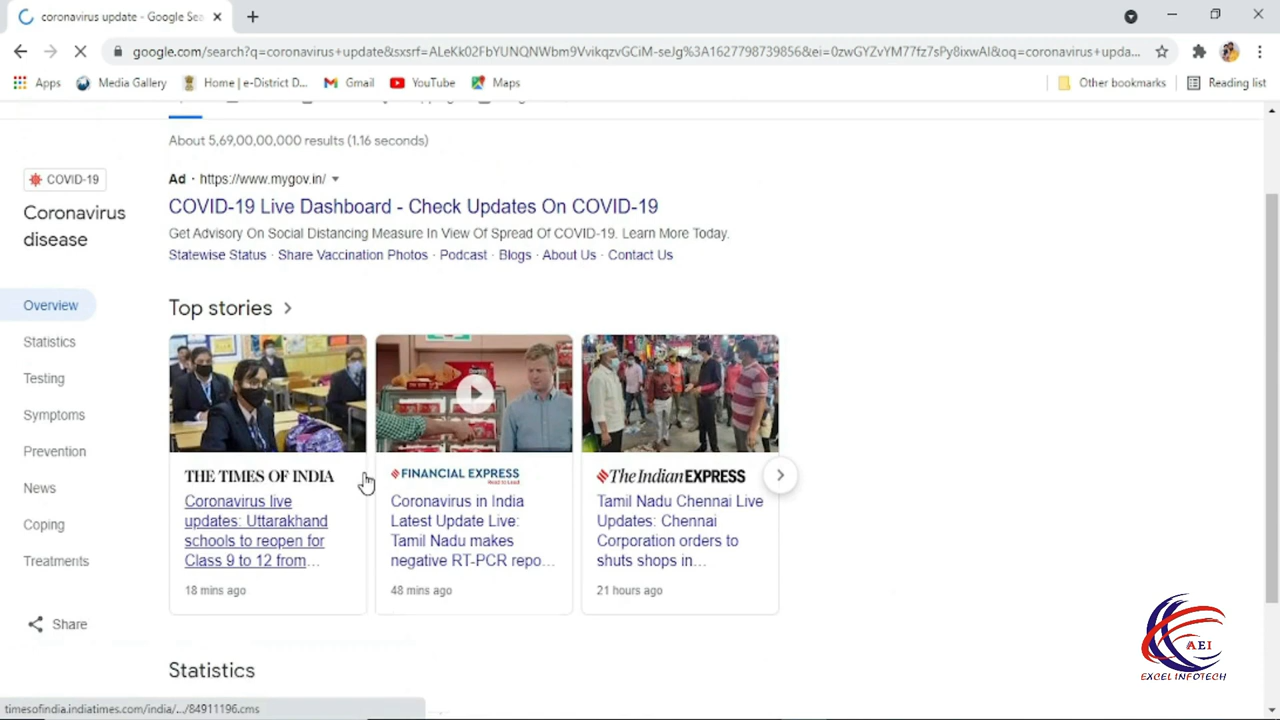 coronavirus update - Google Sea
google.com/search?q=coronavirus+update&sxsrf=ALeKk02FbYUNQNWbm9VvikqzvGCiM-seJg%3A1627798739856&ei=0zwGYZvYM77fz7sPy8ixwAI&oq=coronavirus+upda...
Apps
Media Gallery
Home | e-District D...
Gmail
YouTube
Maps
Other bookmarks
Reading list
About 5,69,00,00,000 results (1.16 seconds)
COVID-19
Coronavirus
disease
Overview
Statistics
Testing
Symptoms
Prevention
News
Coping
Treatments
Share
Ad · https://www.mygov.in/
COVID-19 Live Dashboard - Check Updates On COVID-19
Get Advisory On Social Distancing Measure In View Of Spread Of COVID-19. Learn More Today.
Statewise Status · Share Vaccination Photos · Podcast · Blogs · About Us · Contact Us
Top stories
THE TIMES OF INDIA
Coronavirus live
updates: Uttarakhand
schools to reopen for
Class 9 to 12 from...
18 mins ago
FINANCIAL EXPRESS
Read to Lead
Coronavirus in India
Latest Update Live:
Tamil Nadu makes
negative RT-PCR repo...
48 mins ago
The Indian EXPRESS
Tamil Nadu Chennai Live
Updates: Chennai
Corporation orders to
shuts shops in...
21 hours ago
Statistics
AEI
EXCEL INFOTECH
timesofindia.indiatimes.com/india/.../84911196.cms